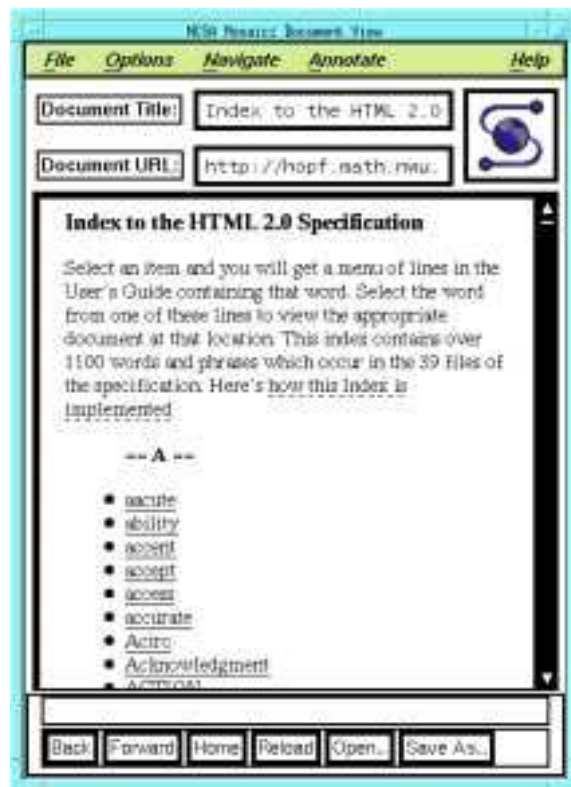 NCSA Mosaic: Document View
File Options Navigate Annotate Help
Document Title: Index to the HTML 2.0
Document URL: http://hopf.math.nwu.
Index to the HTML 2.0 Specification
Select an item and you will get a menu of lines in the
User's Guide containing that word. Select the word
from one of these lines to view the appropriate
document at that location. This index contains over
1100 words and phrases which occur in the 39 files of
the specification. Here's how this Index is
implemented
-- A --
aacute
ability
accent
accept
access
accurate
Acirc
Acknowledgment
ACTION
Back Forward Home Reload Open.. Save As..